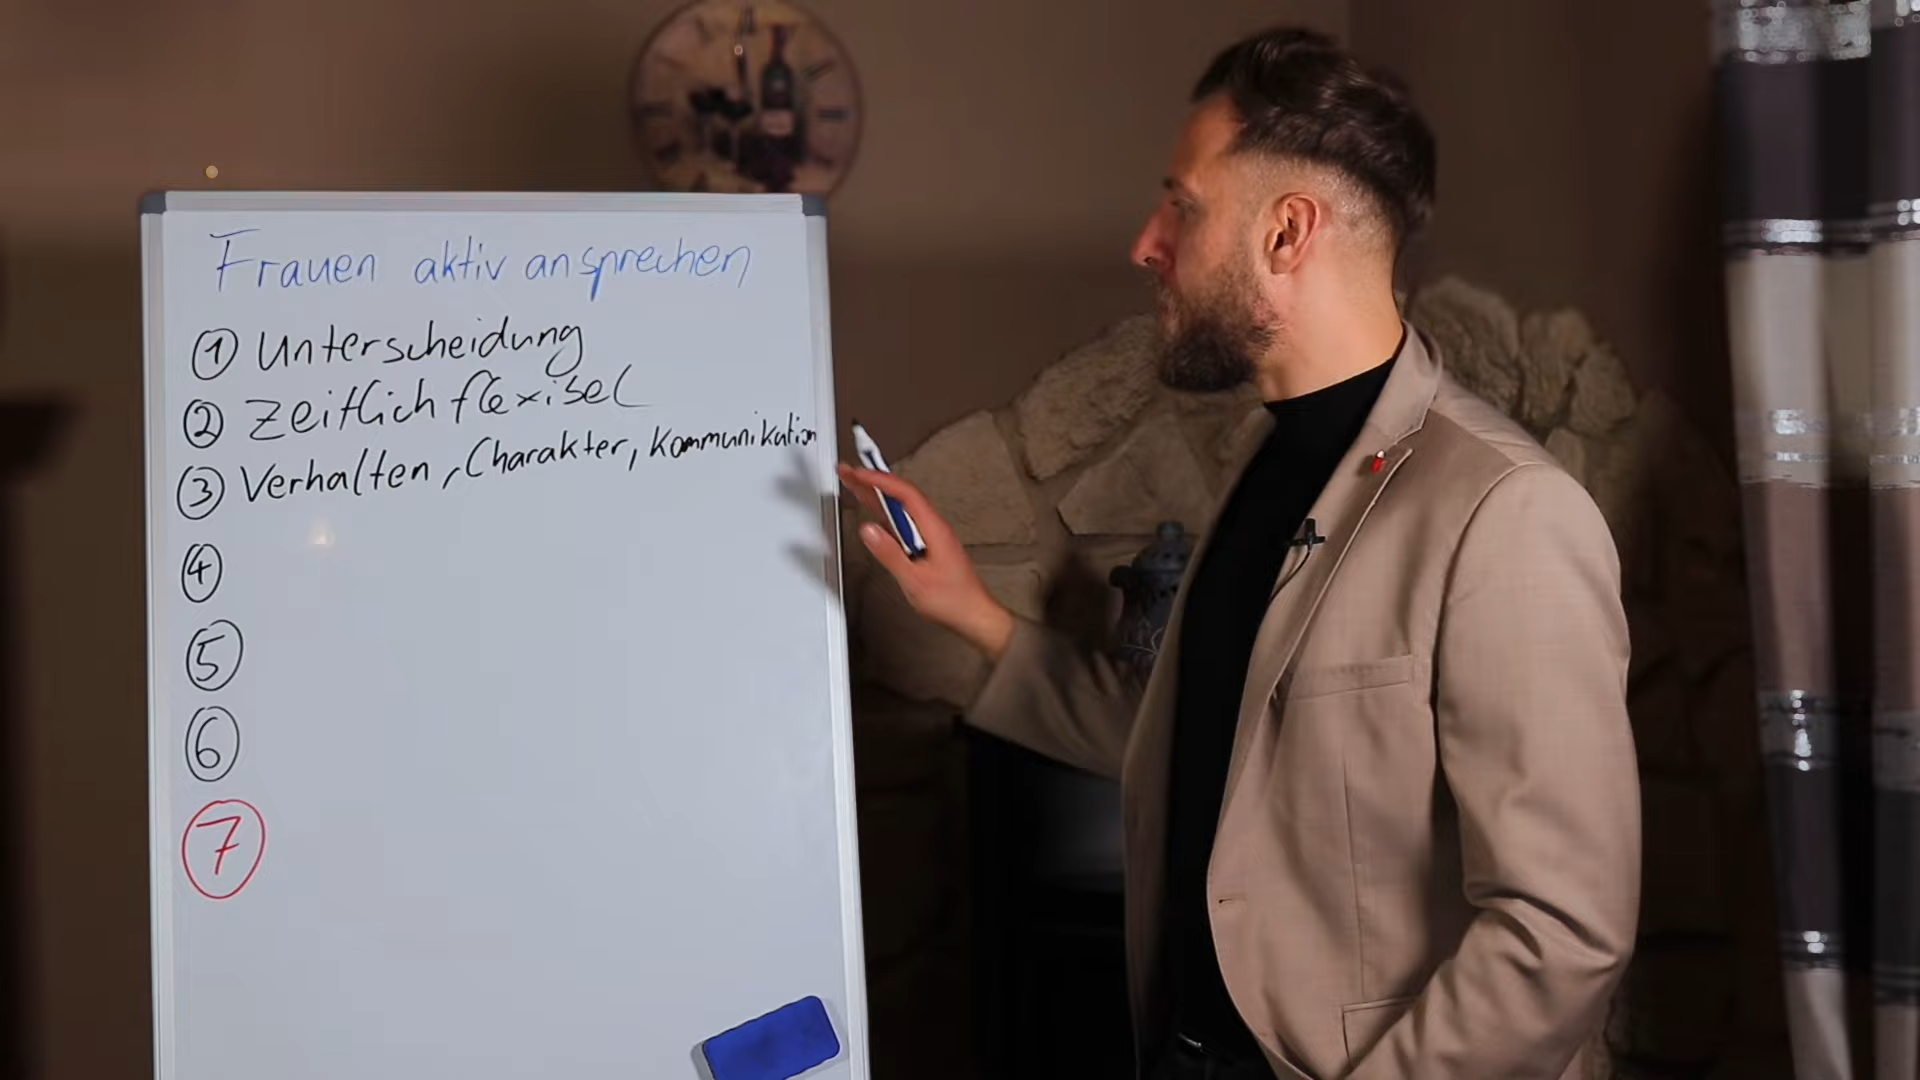 Frauen aktiv ansprechen
① Unterscheidung
② Zeitlich flexibel
③ Verhalten, Charakter, Kommunikation
④
⑤
⑥
⑦